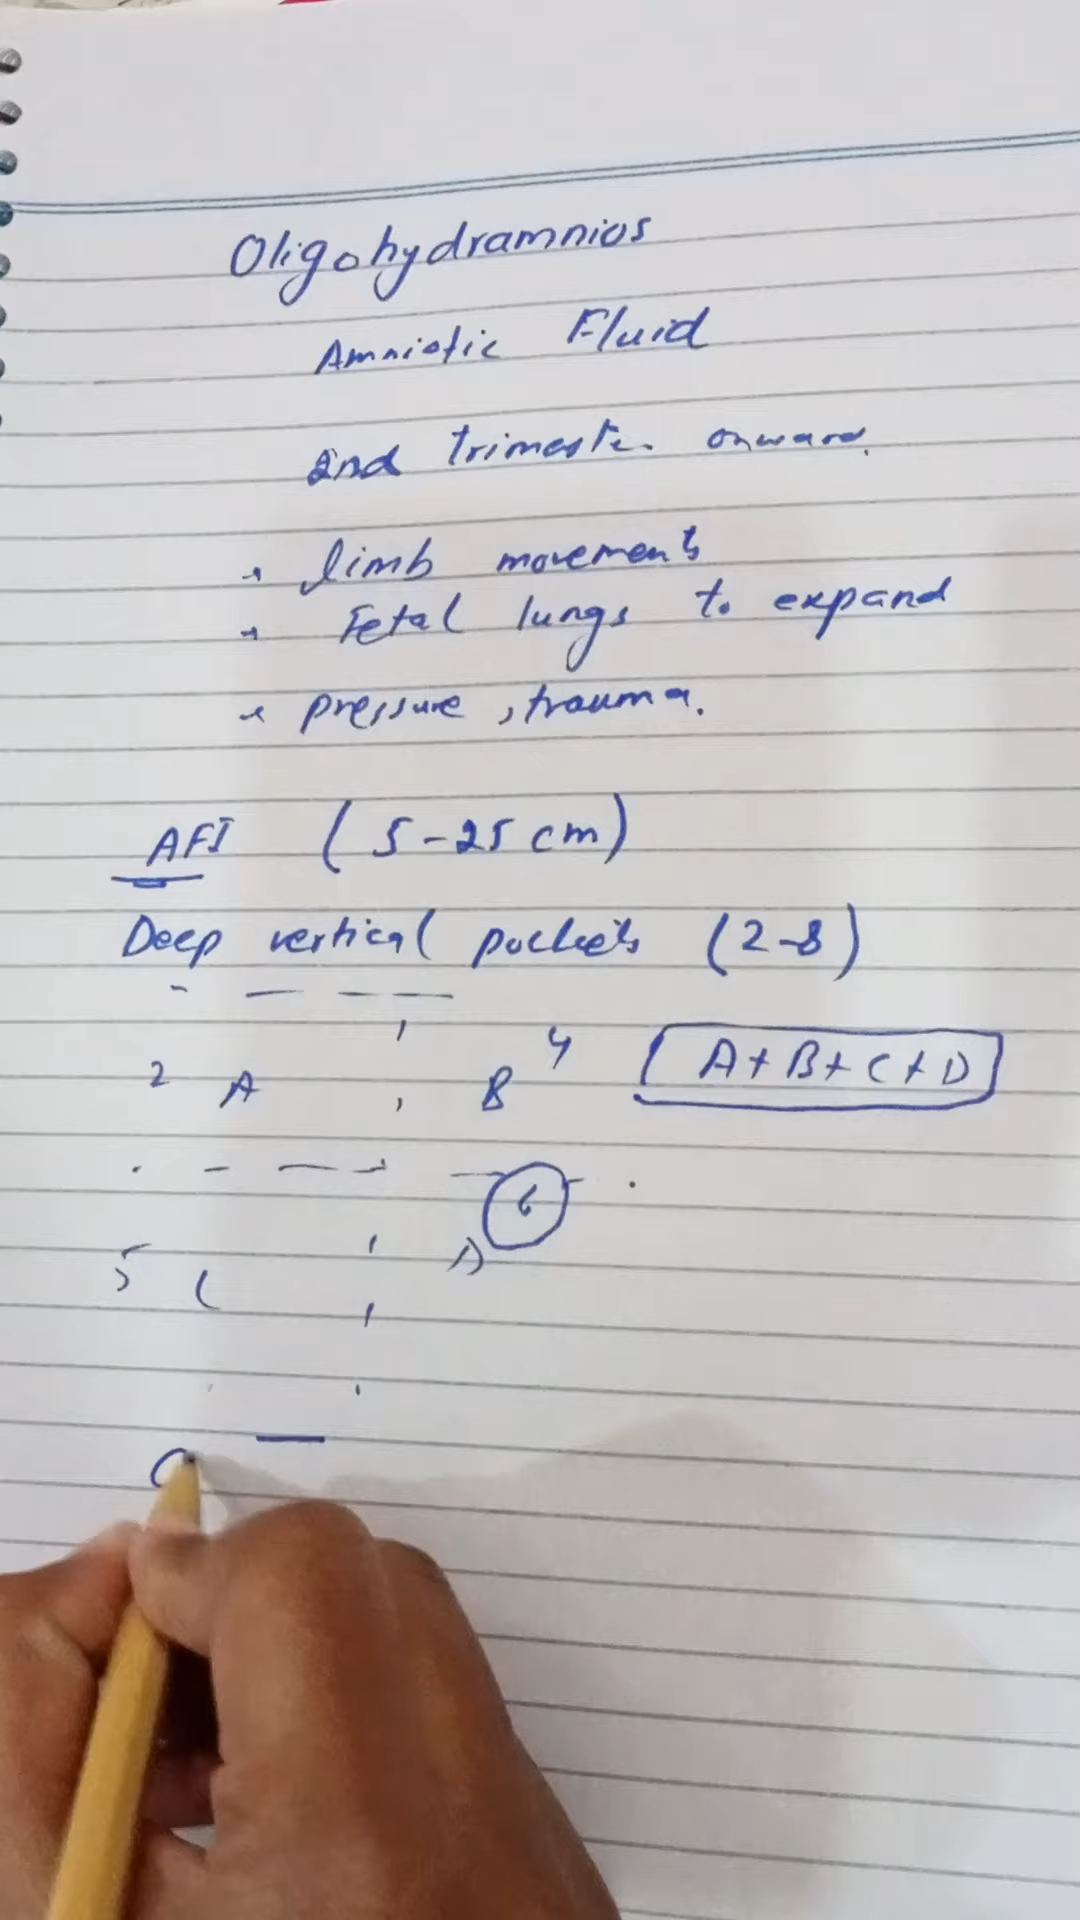 Oligohydramnios
Amniotic Fluid
2nd trimester onward.
limb movements
Fetal lungs to expand
pressure, trauma.
AFI (5-25 cm)
Deep vertical pockets (2-8)
2 A B 4 A+B+C+D
6
5 C D